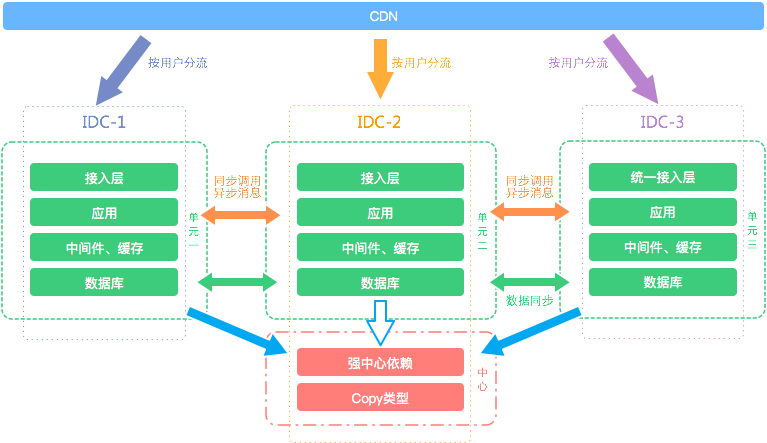 CDN
按用户分流
按用户分流
按用户分流
IDC-1
IDC-2
IDC-3
接入层
应用
中间件、缓存
数据库
单元一
同步调用
异步消息
接入层
应用
中间件、缓存
数据库
单元二
同步调用
异步消息
数据同步
统一接入层
应用
中间件、缓存
数据库
单元三
强中心依赖
Copy类型
中心